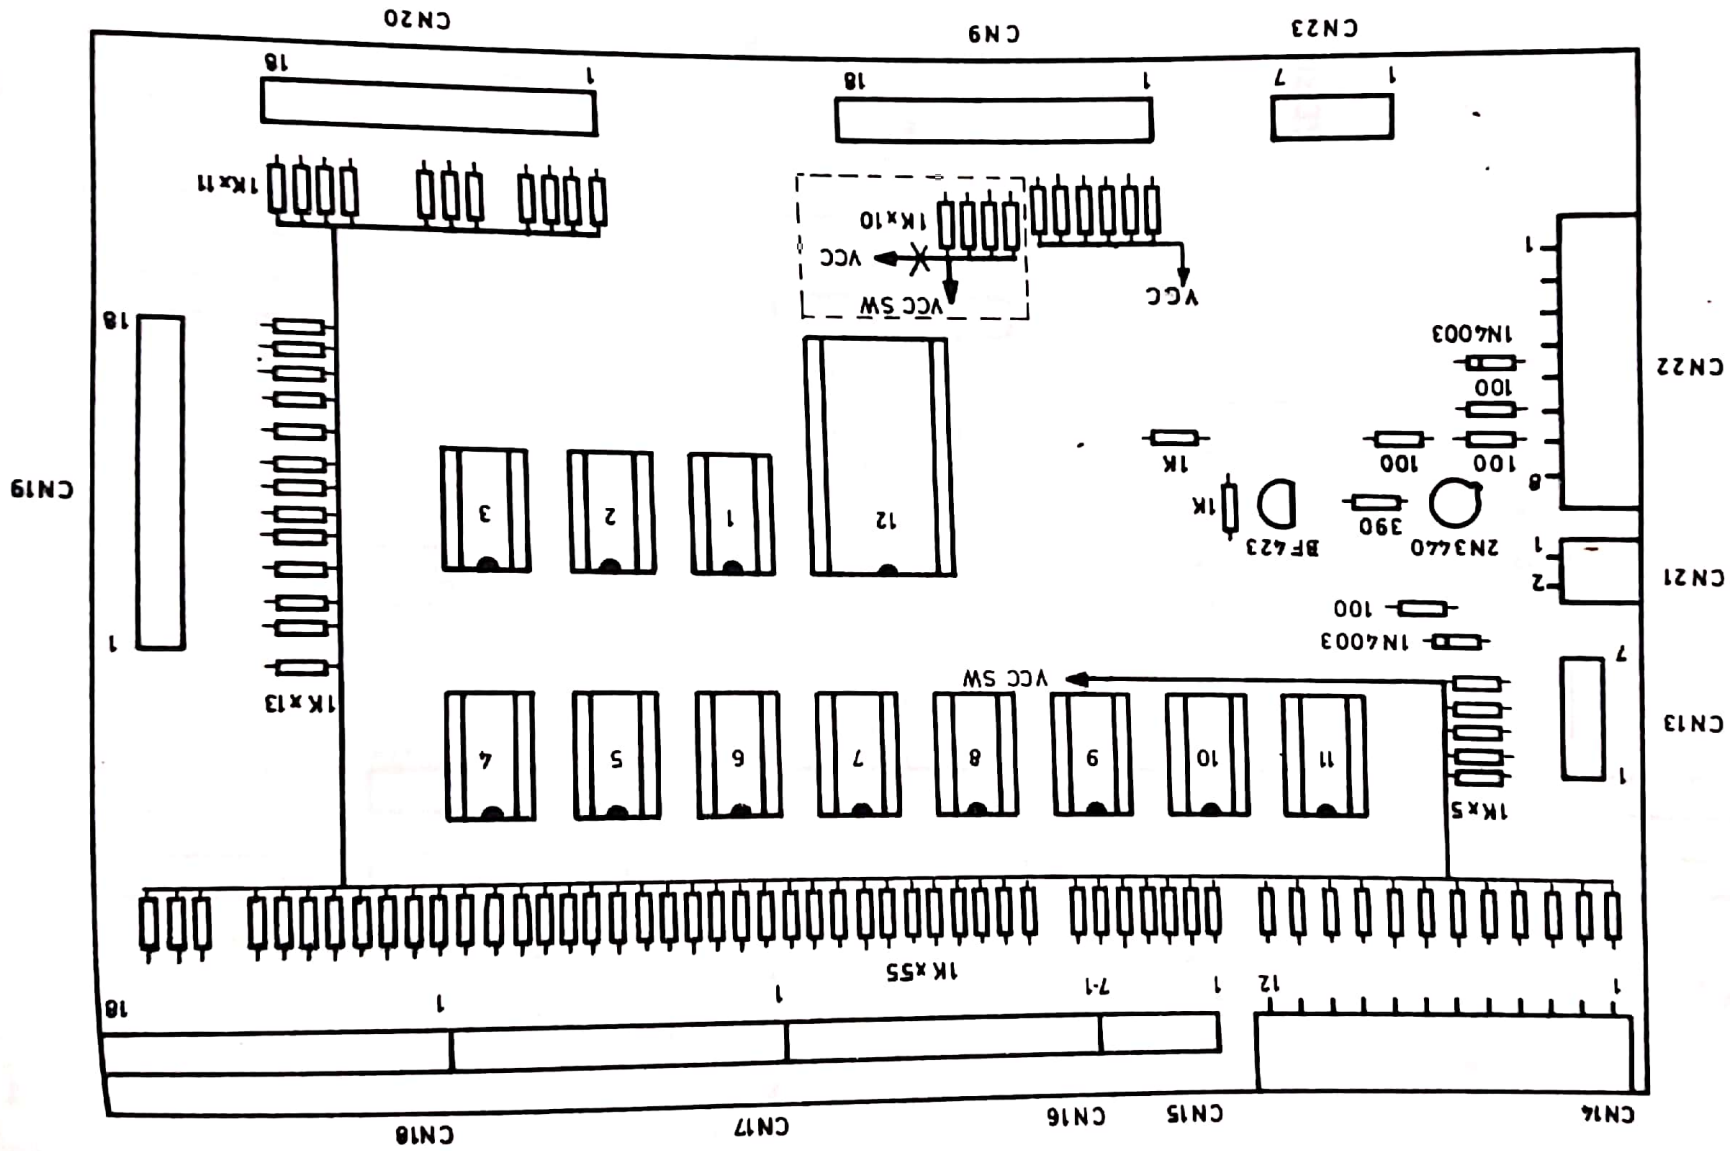 CN14 CN15 CN16 CN17 CN18
1 12 1 7-1 1 1 18
1Kx55
1Kx5
1
11 10 9 8 7 6 5 4
CN13
1Kx13
VCC SW
7
1N4003
1
100
CN21
2
1
2N3440
BF423
390
1K
12 1 2 3
CN19
8
100 100 1K
100
CN22
1N4003
18
VCC
VCC SW
VCC
1
1Kx10
1Kx11
1 7 1 18 1 18
CN23 CN9 CN20